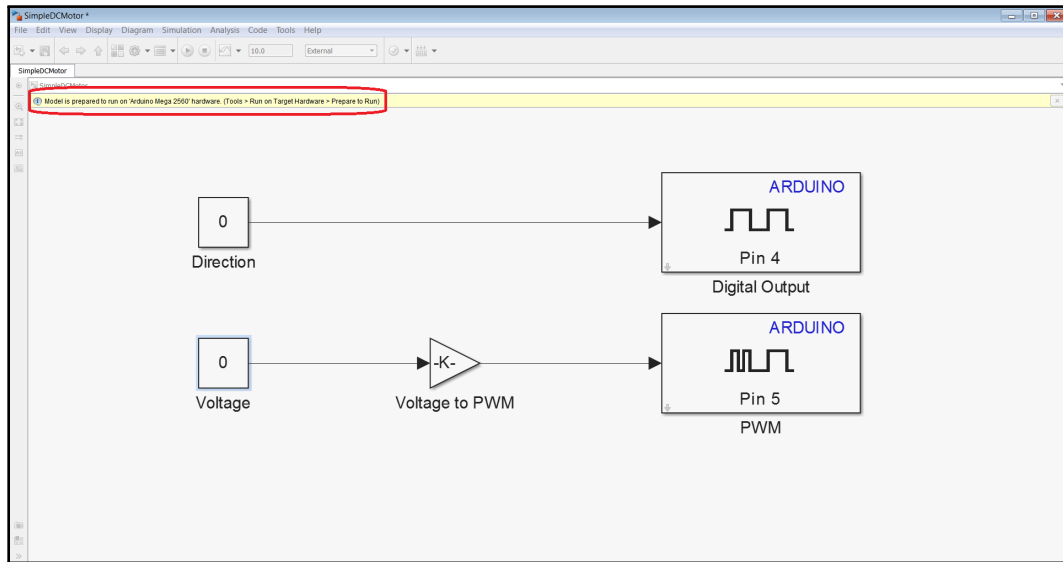 SimpleDCMotor *
File Edit View Display Diagram Simulation Analysis Code Tools Help
10.0 External
SimpleDCMotor
SimpleDCMotor
Model is prepared to run on 'Arduino Mega 2560' hardware. (Tools > Run on Target Hardware > Prepare to Run)
0
Direction
ARDUINO
Pin 4
Digital Output
0
Voltage
-K-
Voltage to PWM
ARDUINO
Pin 5
PWM